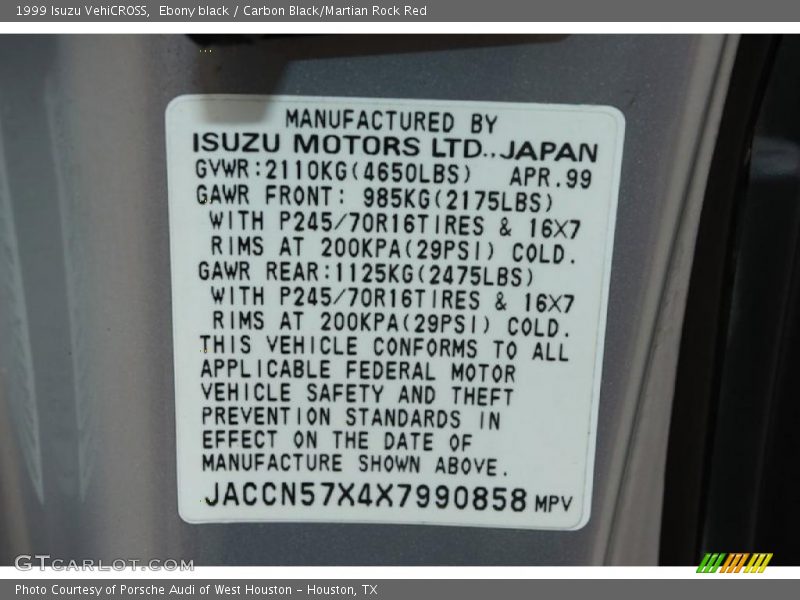 1999 Isuzu VehiCROSS,  Ebony black / Carbon Black/Martian Rock Red
MANUFACTURED BY
ISUZU MOTORS LTD., JAPAN
GVWR:2110KG(4650LBS)   APR.99
GAWR FRONT: 985KG(2175LBS)
WITH P245/70R16TIRES & 16X7
RIMS AT 200KPA(29PSI) COLD.
GAWR REAR:1125KG(2475LBS)
WITH P245/70R16TIRES & 16X7
RIMS AT 200KPA(29PSI) COLD.
THIS VEHICLE CONFORMS TO ALL
APPLICABLE FEDERAL MOTOR
VEHICLE SAFETY AND THEFT
PREVENTION STANDARDS IN
EFFECT ON THE DATE OF
MANUFACTURE SHOWN ABOVE.
JACCN57X4X7990858 MPV
GTCARLOT.COM
Photo Courtesy of Porsche Audi of West Houston - Houston, TX